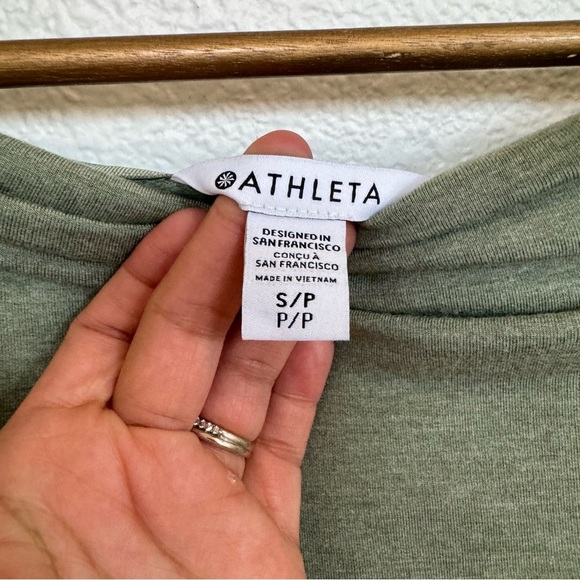 ATHLETA
DESIGNED IN
SAN FRANCISCO
CONÇU À
SAN FRANCISCO
MADE IN VIETNAM
S/P
P/P